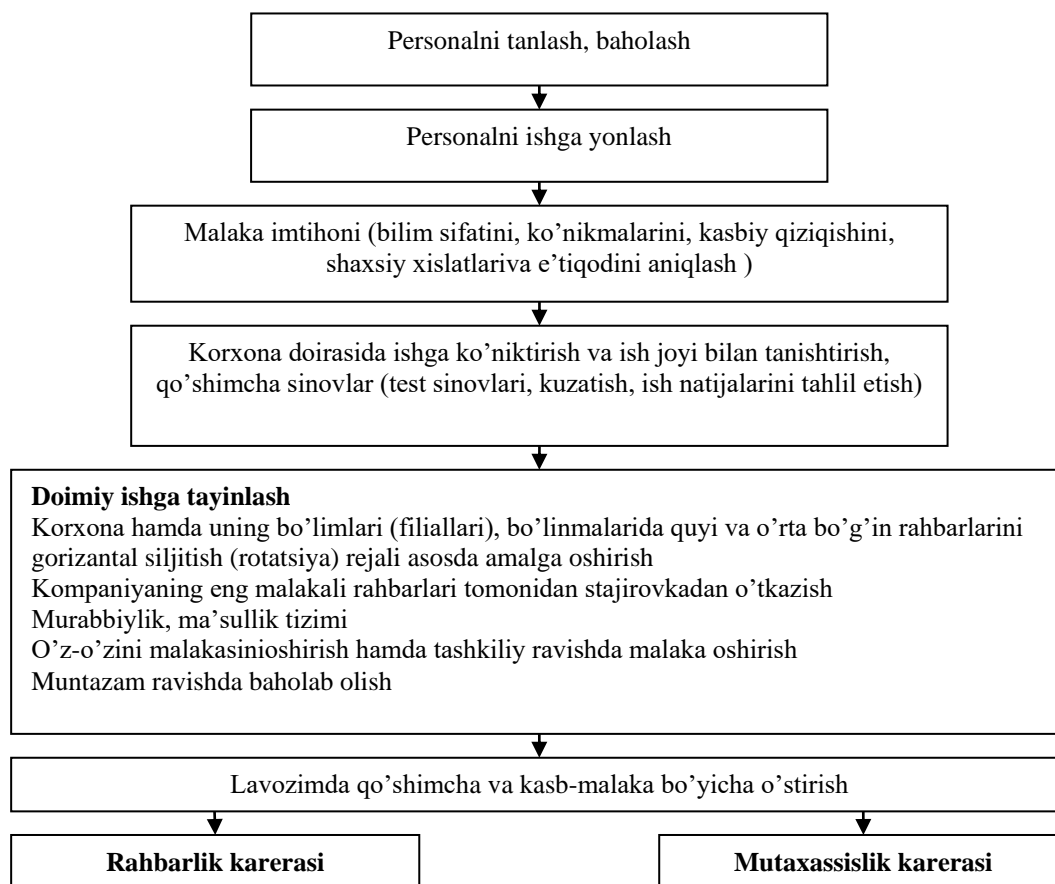 Personalni tanlash, baholash
Personalni ishga yonlash
Malaka imtihoni (bilim sifatini, ko’nikmalarini, kasbiy qiziqishini,
shaxsiy xislatlariva e’tiqodini aniqlash )
Korxona doirasida ishga ko’niktirish va ish joyi bilan tanishtirish,
qo’shimcha sinovlar (test sinovlari, kuzatish, ish natijalarini tahlil etish)
Doimiy ishga tayinlash
Korxona hamda uning bo’limlari (filiallari), bo’linmalarida quyi va o’rta bo’g’in rahbarlarini
gorizantal siljitish (rotatsiya) rejali asosda amalga oshirish
Kompaniyaning eng malakali rahbarlari tomonidan stajirovkadan o’tkazish
Murabbiylik, ma’sullik tizimi
O’z-o’zini malakasinioshirish hamda tashkiliy ravishda malaka oshirish
Muntazam ravishda baholab olish
Lavozimda qo’shimcha va kasb-malaka bo’yicha o’stirish
Rahbarlik karerasi
Mutaxassislik karerasi